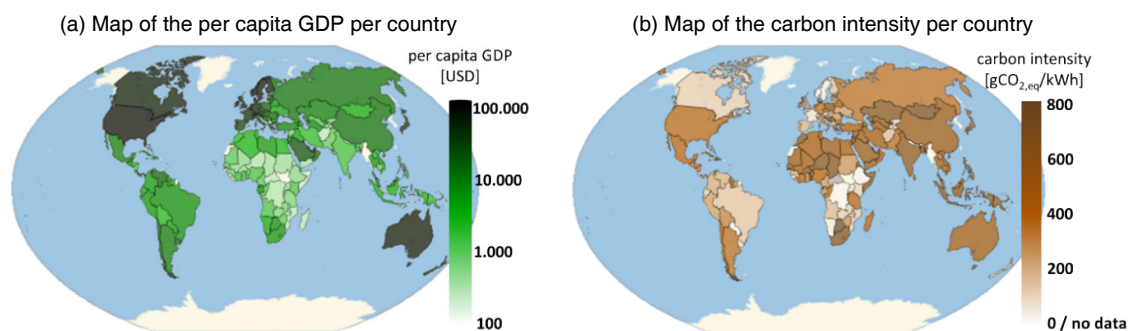 (a) Map of the per capita GDP per country
per capita GDP
[USD]
100.000
10.000
1.000
100
(b) Map of the carbon intensity per country
carbon intensity
[gCO2,eq/kWh]
800
600
400
200
0 / no data